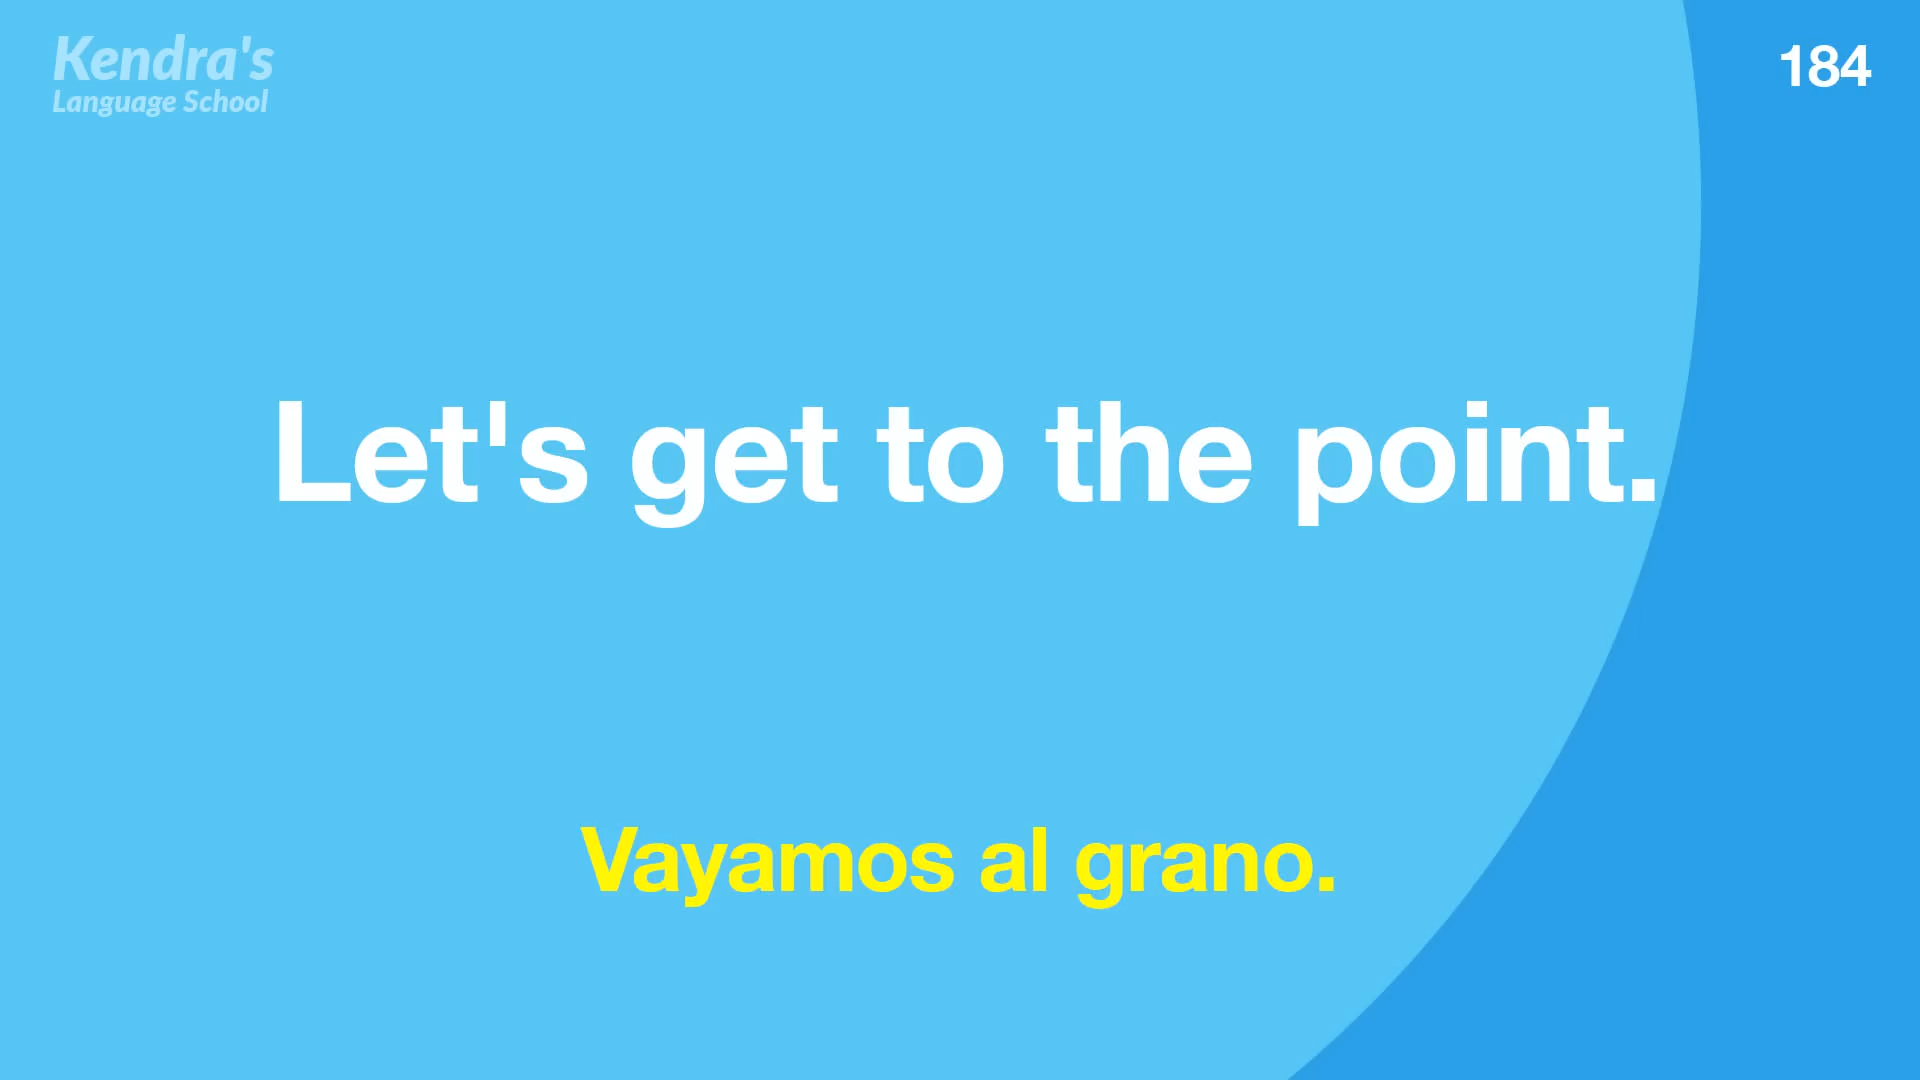 Kendra's
Language School
184
Let's get to the point.
Vayamos al grano.